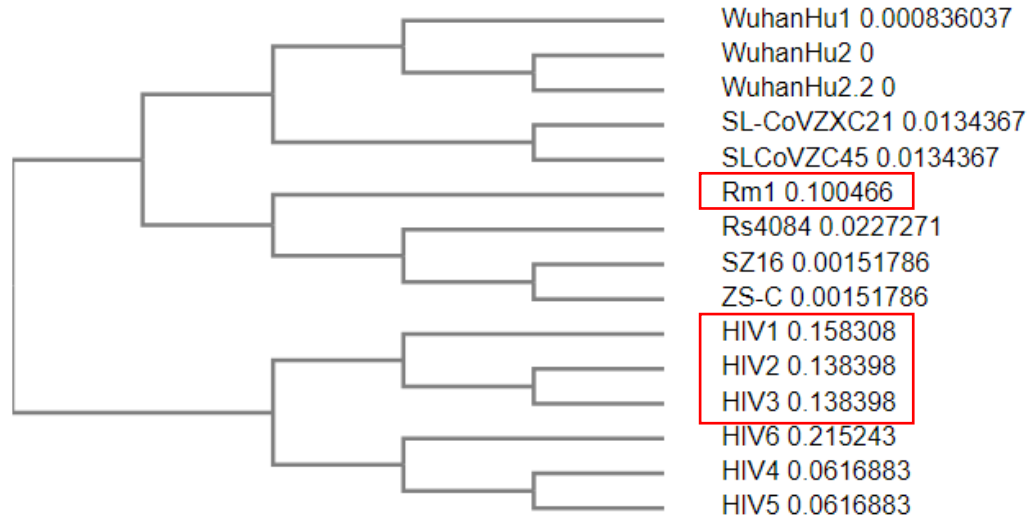 WuhanHu1 0.000836037
WuhanHu2 0
WuhanHu2.2 0
SL-CoVZXC21 0.0134367
SLCoVZC45 0.0134367
Rm1 0.100466
Rs4084 0.0227271
SZ16 0.00151786
ZS-C 0.00151786
HIV1 0.158308
HIV2 0.138398
HIV3 0.138398
HIV6 0.215243
HIV4 0.0616883
HIV5 0.0616883